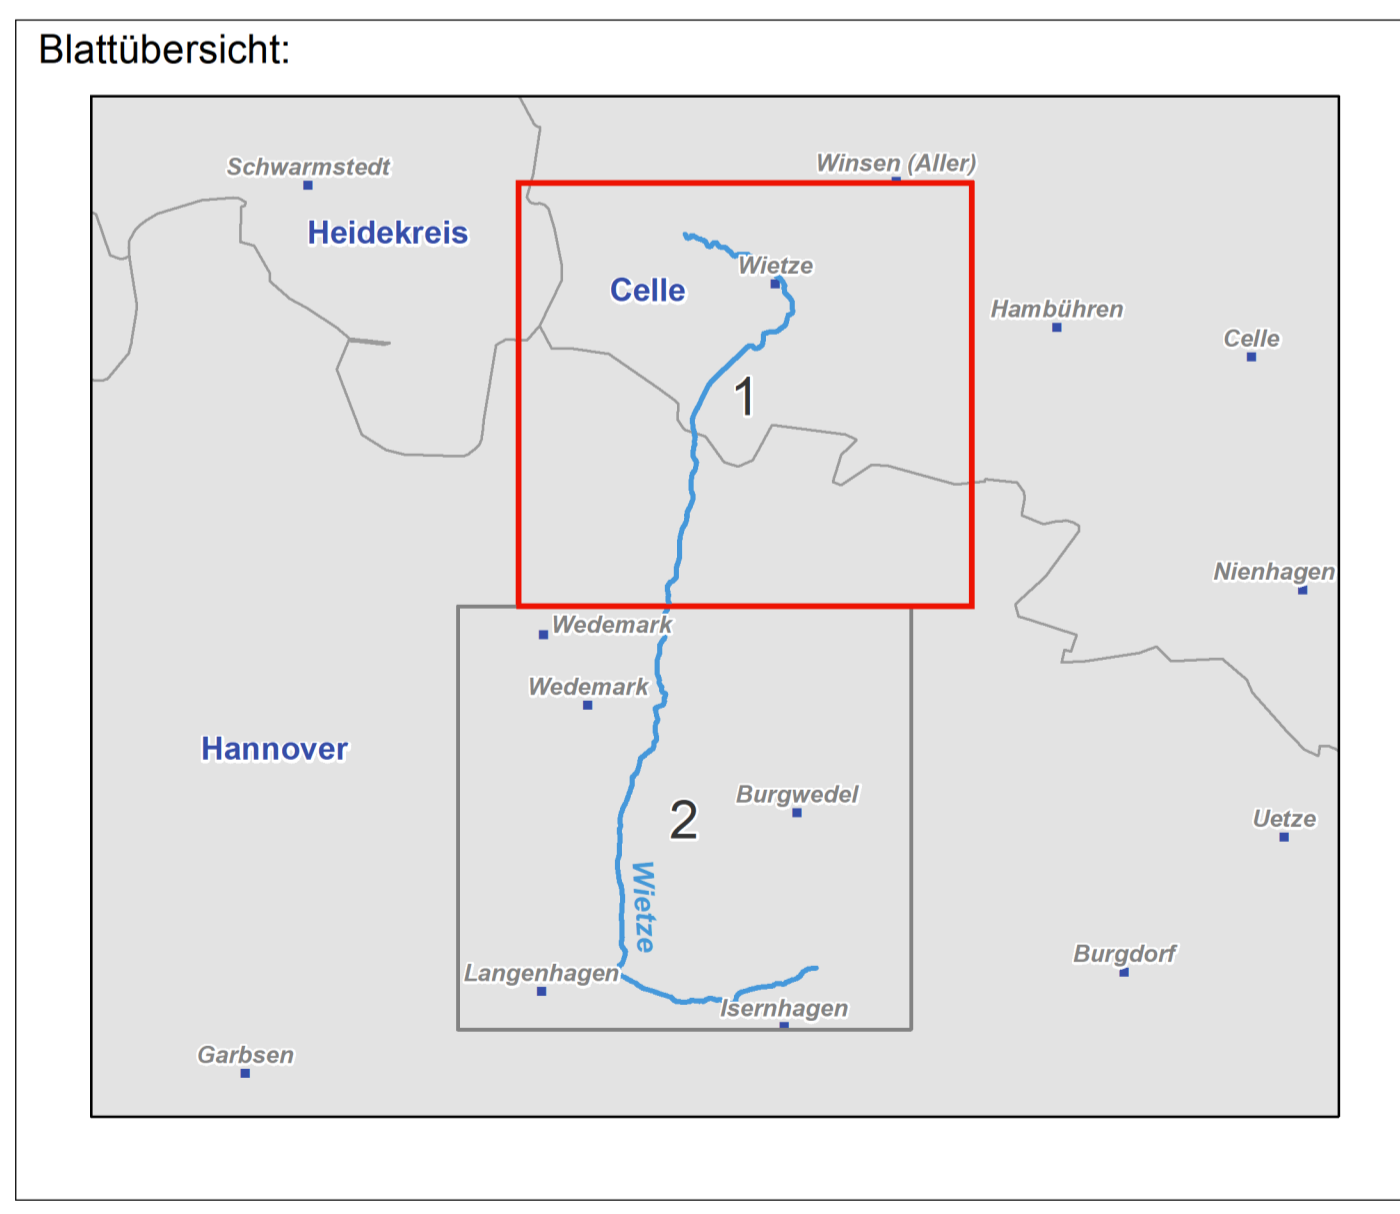 Blattübersicht:
Schwarmstedt
Winsen (Aller)
Heidekreis
Wietze
Celle
Hambühren
Celle
1
Nienhagen
Wedemark
Wedemark
Hannover
Burgwedel
2
Uetze
Wietze
Burgdorf
Langenhagen
Isernhagen
Garbsen